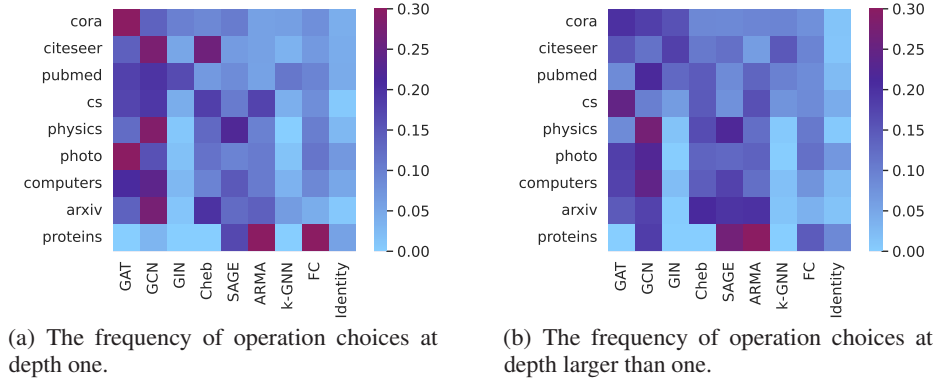 cora
citeseer
pubmed
cs
physics
photo
computers
arxiv
proteins
GAT
GCN
GIN
Cheb
SAGE
ARMA
k-GNN
FC
Identity
0.30
0.25
0.20
0.15
0.10
0.05
0.00
(a) The frequency of operation choices at
depth one.
cora
citeseer
pubmed
cs
physics
photo
computers
arxiv
proteins
GAT
GCN
GIN
Cheb
SAGE
ARMA
k-GNN
FC
Identity
0.30
0.25
0.20
0.15
0.10
0.05
0.00
(b) The frequency of operation choices at
depth larger than one.